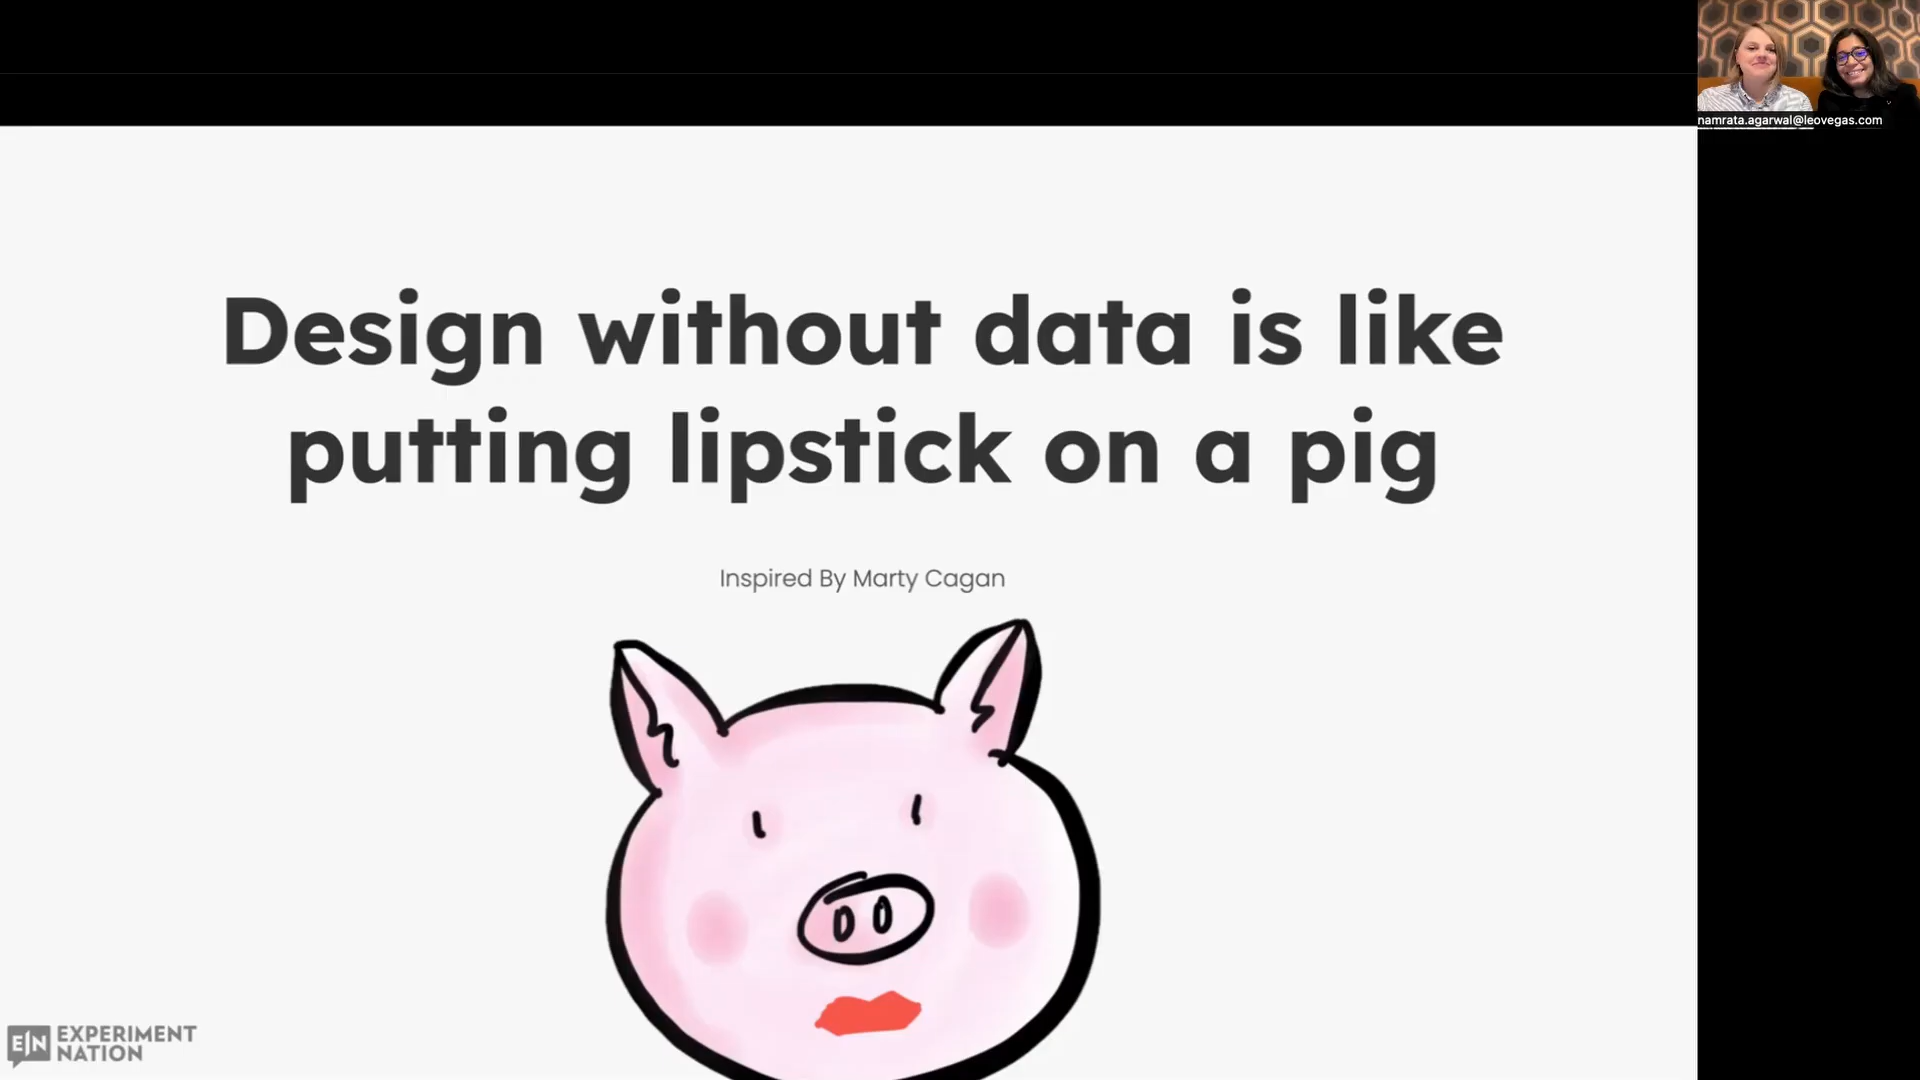 namrata.agarwal@leovegas.com
Design without data is like
putting lipstick on a pig
Inspired By Marty Cagan
E|N EXPERIMENT
NATION